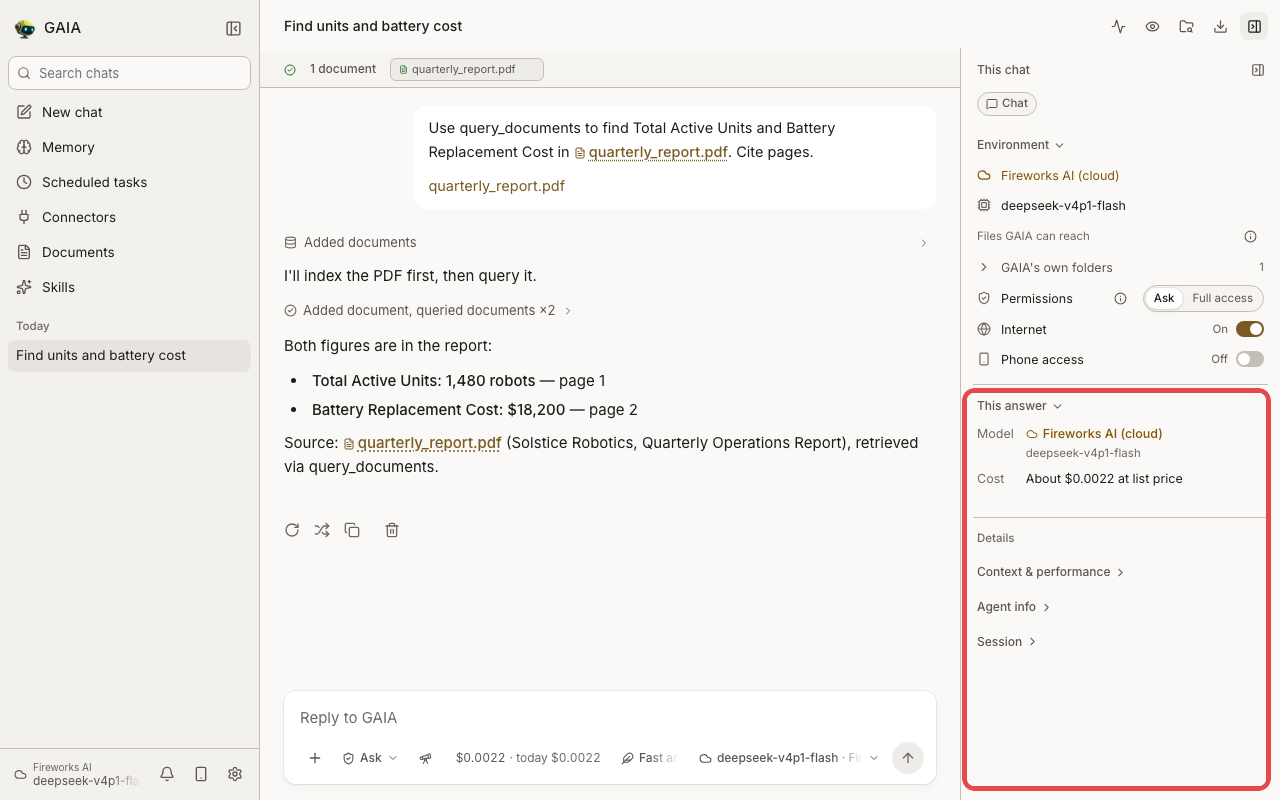 GAIA
Search chats
New chat
Memory
Scheduled tasks
Connectors
Documents
Skills
Today
Find units and battery cost
Fireworks AI
deepseek-v4p1-fla
Find units and battery cost
1 document
quarterly_report.pdf
Use query_documents to find Total Active Units and Battery
Replacement Cost in quarterly_report.pdf. Cite pages.
quarterly_report.pdf
Added documents
I'll index the PDF first, then query it.
Added document, queried documents ×2
Both figures are in the report:
• Total Active Units: 1,480 robots — page 1
• Battery Replacement Cost: $18,200 — page 2
Source: quarterly_report.pdf (Solstice Robotics, Quarterly Operations Report), retrieved
via query_documents.
Reply to GAIA
Ask
$0.0022 · today $0.0022
Fast an
deepseek-v4p1-flash · Fi
This chat
Chat
Environment
Fireworks AI (cloud)
deepseek-v4p1-flash
Files GAIA can reach
GAIA's own folders 1
Permissions Ask Full access
Internet On
Phone access Off
This answer
Model Fireworks AI (cloud)
deepseek-v4p1-flash
Cost About $0.0022 at list price
Details
Context & performance
Agent info
Session